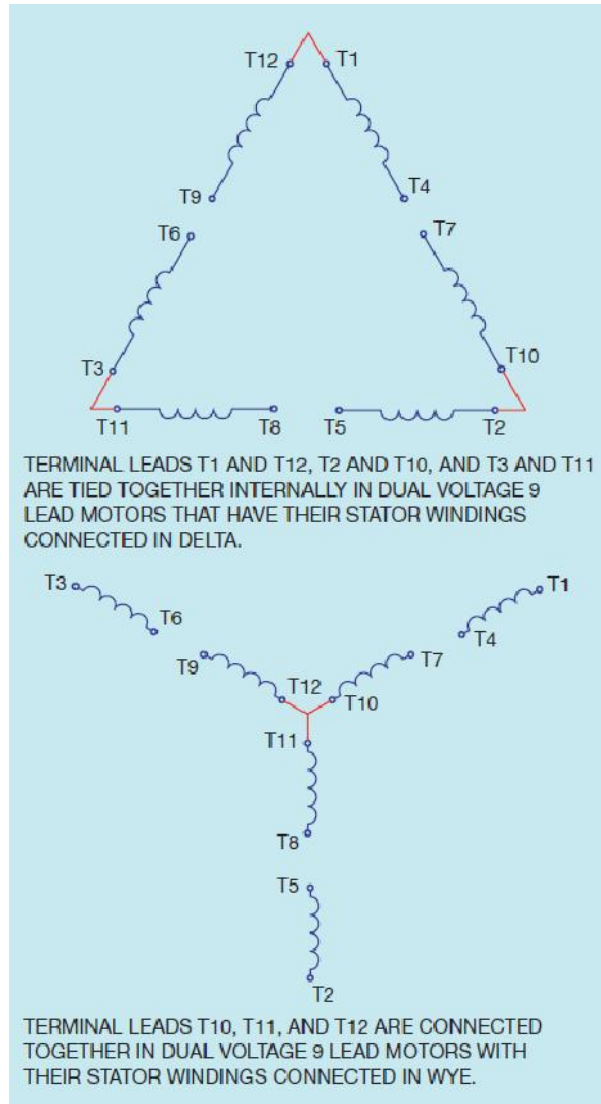 T12 T1
T9 T4
T6 T7
T3 T10
T11 T8 T5 T2
TERMINAL LEADS T1 AND T12, T2 AND T10, AND T3 AND T11
ARE TIED TOGETHER INTERNALLY IN DUAL VOLTAGE 9
LEAD MOTORS THAT HAVE THEIR STATOR WINDINGS
CONNECTED IN DELTA.
T3 T1
T6 T4
T9 T7
T12 T10
T11
T8
T5
T2
TERMINAL LEADS T10, T11, AND T12 ARE CONNECTED
TOGETHER IN DUAL VOLTAGE 9 LEAD MOTORS WITH
THEIR STATOR WINDINGS CONNECTED IN WYE.